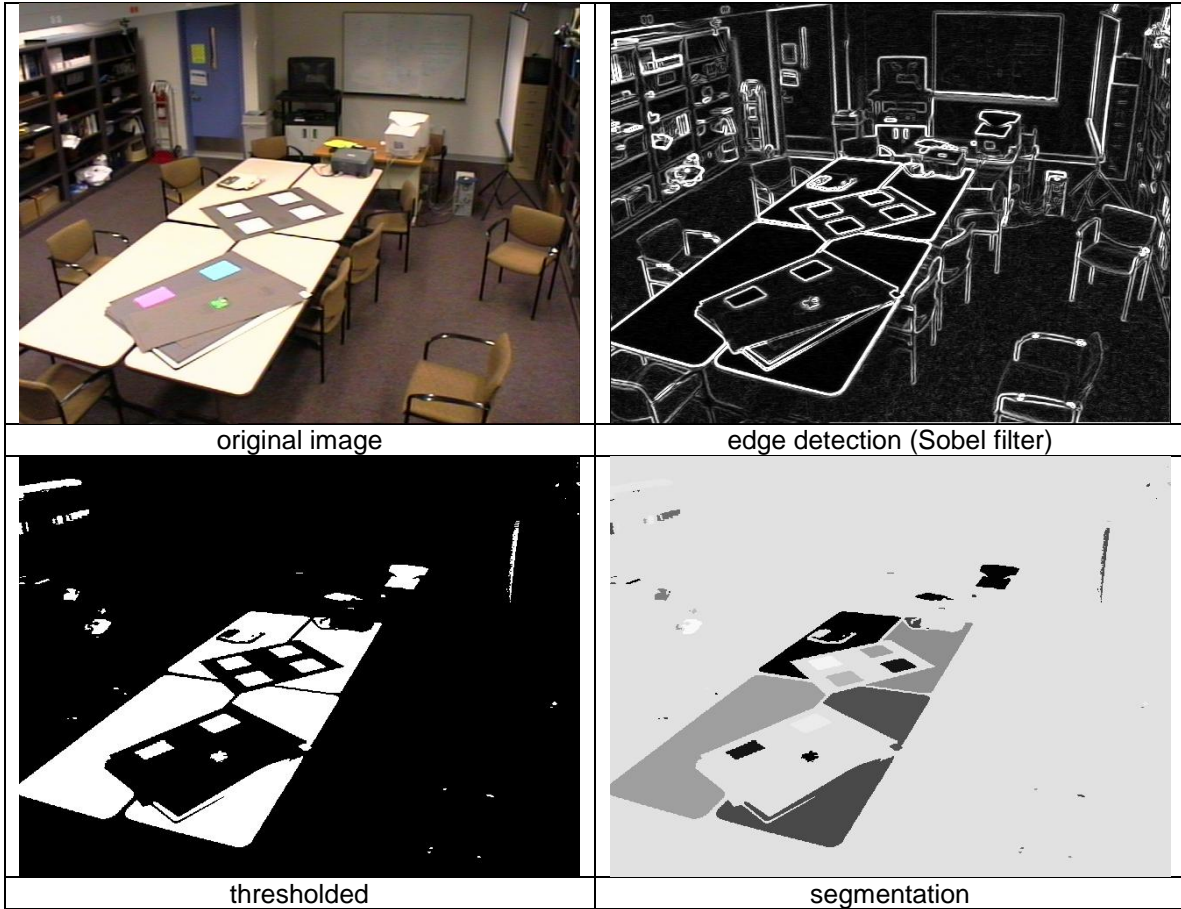 original image
edge detection (Sobel filter)
thresholded
segmentation